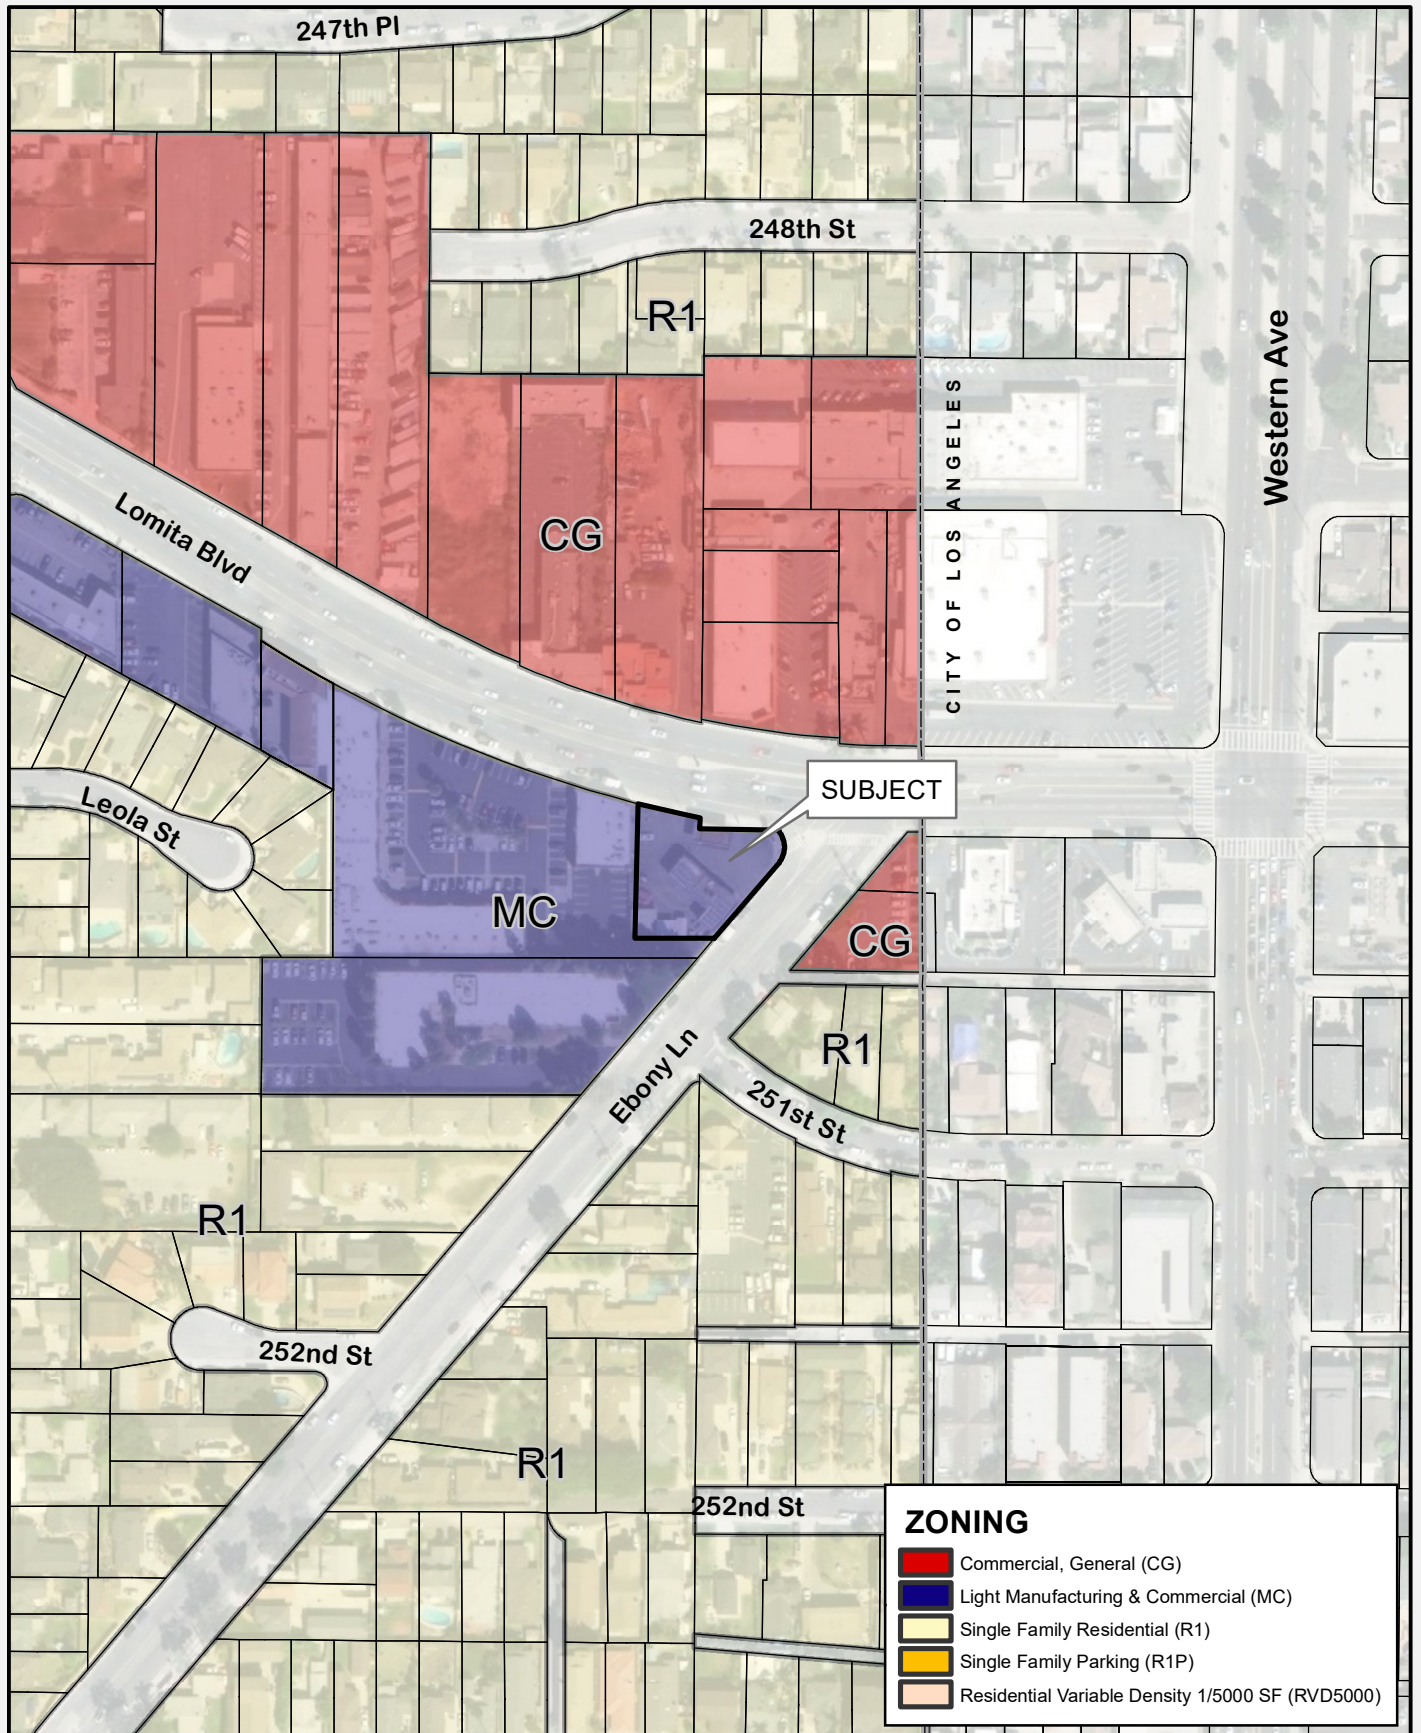 247th Pl
248th St
R1
Western Ave
CITY OF LOS ANGELES
Lomita Blvd
CG
SUBJECT
Leola St
MC
CG
R1
Ebony Ln
251st St
R1
252nd St
R1
252nd St
ZONING
Commercial, General (CG)
Light Manufacturing & Commercial (MC)
Single Family Residential (R1)
Single Family Parking (R1P)
Residential Variable Density 1/5000 SF (RVD5000)